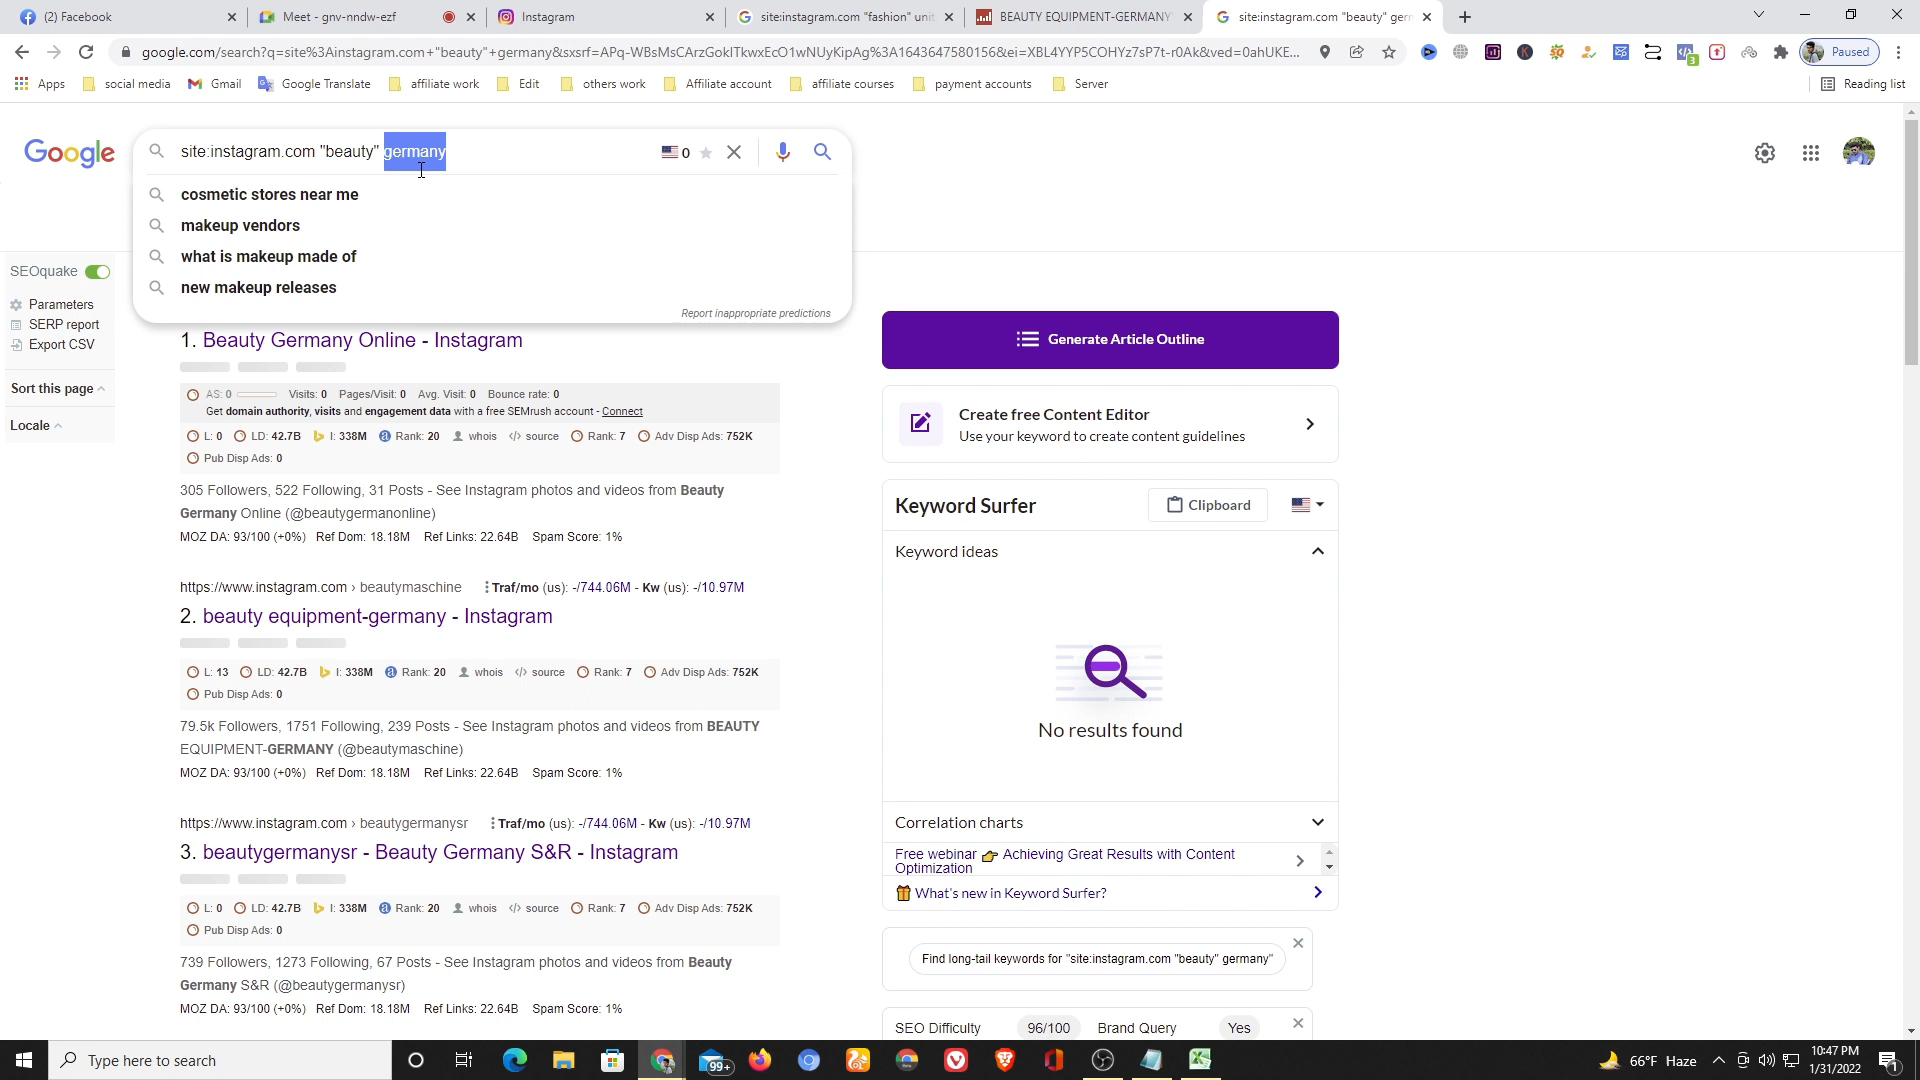 (2) Facebook
Meet - gnv-nndw-ezf
Instagram
site:instagram.com "fashion" unit
BEAUTY EQUIPMENT-GERMANY
site:instagram.com "beauty" gerr
google.com/search?q=site%3Ainstagram.com+"beauty"+germany&sxsrf=APq-WBsMsCArzGokITkwxEcO1wNUyKipAg%3A1643647580156&ei=XBL4YYP5COHYz7sP7t-r0Ak&ved=0ahUKE...
3
Paused
Apps
social media
Gmail
Google Translate
affiliate work
Edit
others work
Affiliate account
affiliate courses
payment accounts
Server
Reading list
Google
site:instagram.com "beauty" germany
0
cosmetic stores near me
makeup vendors
what is makeup made of
new makeup releases
Report inappropriate predictions
SEOquake
Parameters
SERP report
Export CSV
Sort this page
Locale
1. Beauty Germany Online - Instagram
AS: 0 Visits: 0 Pages/Visit: 0 Avg. Visit: 0 Bounce rate: 0
Get domain authority, visits and engagement data with a free SEMrush account - Connect
L: 0 LD: 42.7B I: 338M Rank: 20 whois source Rank: 7 Adv Disp Ads: 752K
Pub Disp Ads: 0
305 Followers, 522 Following, 31 Posts - See Instagram photos and videos from Beauty
Germany Online (@beautygermanonline)
MOZ DA: 93/100 (+0%) Ref Dom: 18.18M Ref Links: 22.64B Spam Score: 1%
https://www.instagram.com › beautymaschine Traf/mo (us): -/744.06M - Kw (us): -/10.97M
2. beauty equipment-germany - Instagram
L: 13 LD: 42.7B I: 338M Rank: 20 whois source Rank: 7 Adv Disp Ads: 752K
Pub Disp Ads: 0
79.5k Followers, 1751 Following, 239 Posts - See Instagram photos and videos from BEAUTY
EQUIPMENT-GERMANY (@beautymaschine)
MOZ DA: 93/100 (+0%) Ref Dom: 18.18M Ref Links: 22.64B Spam Score: 1%
https://www.instagram.com › beautygermanysr Traf/mo (us): -/744.06M - Kw (us): -/10.97M
3. beautygermanysr - Beauty Germany S&R - Instagram
L: 0 LD: 42.7B I: 338M Rank: 20 whois source Rank: 7 Adv Disp Ads: 752K
Pub Disp Ads: 0
739 Followers, 1273 Following, 67 Posts - See Instagram photos and videos from Beauty
Germany S&R (@beautygermanysr)
MOZ DA: 93/100 (+0%) Ref Dom: 18.18M Ref Links: 22.64B Spam Score: 1%
Generate Article Outline
Create free Content Editor
Use your keyword to create content guidelines
Keyword Surfer
Clipboard
Keyword ideas
No results found
Correlation charts
Free webinar 👉 Achieving Great Results with Content
Optimization
🎁 What's new in Keyword Surfer?
Find long-tail keywords for "site:instagram.com "beauty" germany"
SEO Difficulty 96/100 Brand Query Yes
Type here to search
99+
66°F Haze
10:47 PM
1/31/2022
1